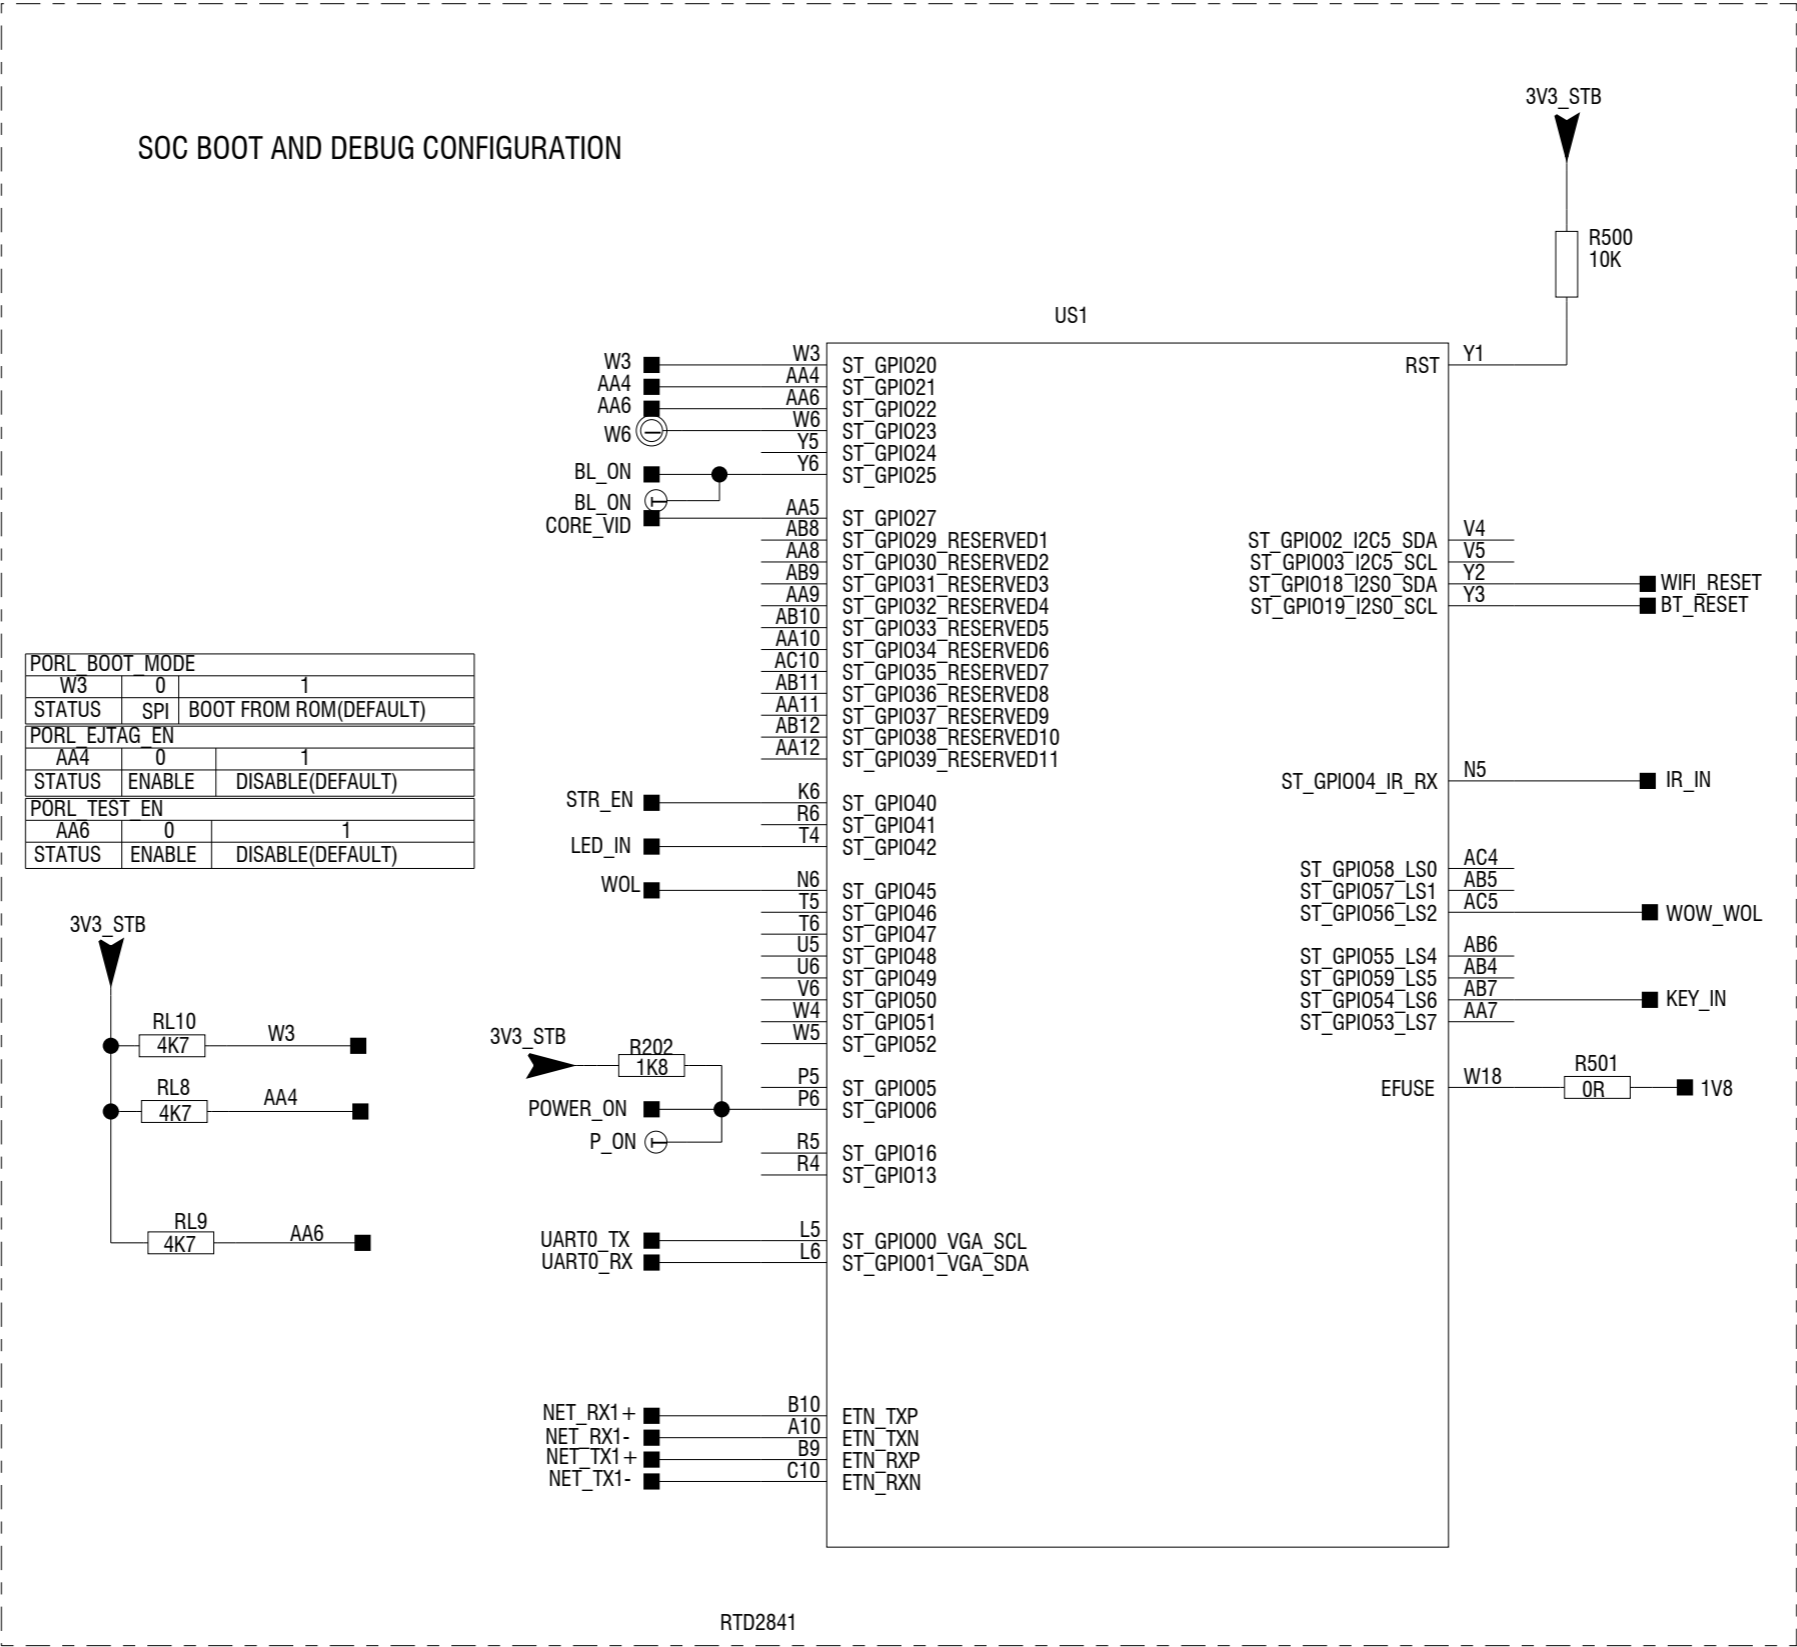 3V3_STB
SOC BOOT AND DEBUG CONFIGURATION
R500
10K
US1
W3 W3 ST_GPIO20
AA4 AA4 ST_GPIO21
AA6 AA6 ST_GPIO22
W6 W6 ST_GPIO23
Y5 ST_GPIO24
BL_ON Y6 ST_GPIO25
BL_ON
CORE_VID AA5 ST_GPIO27
AB8 ST_GPIO29_RESERVED1
AA8 ST_GPIO30_RESERVED2
AB9 ST_GPIO31_RESERVED3
AA9 ST_GPIO32_RESERVED4
AB10 ST_GPIO33_RESERVED5
AA10 ST_GPIO34_RESERVED6
AC10 ST_GPIO35_RESERVED7
AB11 ST_GPIO36_RESERVED8
AA11 ST_GPIO37_RESERVED9
AB12 ST_GPIO38_RESERVED10
AA12 ST_GPIO39_RESERVED11
STR_EN K6 ST_GPIO40
R6 ST_GPIO41
LED_IN T4 ST_GPIO42
WOL N6 ST_GPIO45
T5 ST_GPIO46
T6 ST_GPIO47
U5 ST_GPIO48
U6 ST_GPIO49
V6 ST_GPIO50
W4 ST_GPIO51
W5 ST_GPIO52
3V3_STB R202
1K8
P5 ST_GPIO05
POWER_ON P6 ST_GPIO06
P_ON
R5 ST_GPIO16
R4 ST_GPIO13
UART0_TX L5 ST_GPIO00_VGA_SCL
UART0_RX L6 ST_GPIO01_VGA_SDA
NET_RX1+ B10 ETN_TXP
NET_RX1- A10 ETN_TXN
NET_TX1+ B9 ETN_RXP
NET_TX1- C10 ETN_RXN
RST Y1
ST_GPIO02_I2C5_SDA V4
ST_GPIO03_I2C5_SCL V5
ST_GPIO18_I2S0_SDA Y2 WIFI_RESET
ST_GPIO19_I2S0_SCL Y3 BT_RESET
ST_GPIO04_IR_RX N5 IR_IN
ST_GPIO58_LS0 AC4
ST_GPIO57_LS1 AB5
ST_GPIO56_LS2 AC5 WOW_WOL
ST_GPIO55_LS4 AB6
ST_GPIO59_LS5 AB4
ST_GPIO54_LS6 AB7 KEY_IN
ST_GPIO53_LS7 AA7
R501
EFUSE W18 0R 1V8
PORL_BOOT_MODE
W3 0 1
STATUS SPI BOOT FROM ROM(DEFAULT)
PORL_EJTAG_EN
AA4 0 1
STATUS ENABLE DISABLE(DEFAULT)
PORL_TEST_EN
AA6 0 1
STATUS ENABLE DISABLE(DEFAULT)
3V3_STB
RL10 W3
4K7
RL8 AA4
4K7
RL9 AA6
4K7
RTD2841